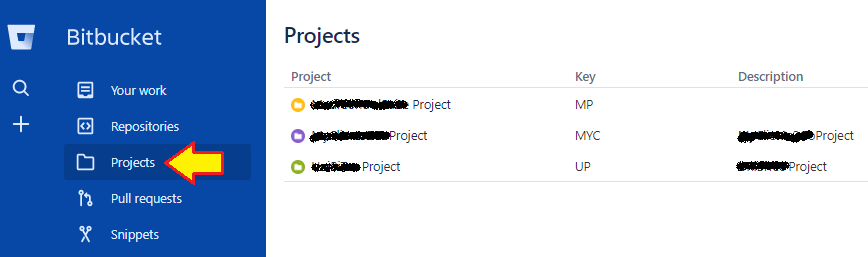 Bitbucket
Your work
Repositories
Projects
Pull requests
Snippets
Projects
Project Key Description
Project MP
Project MYC Project
Project UP Project